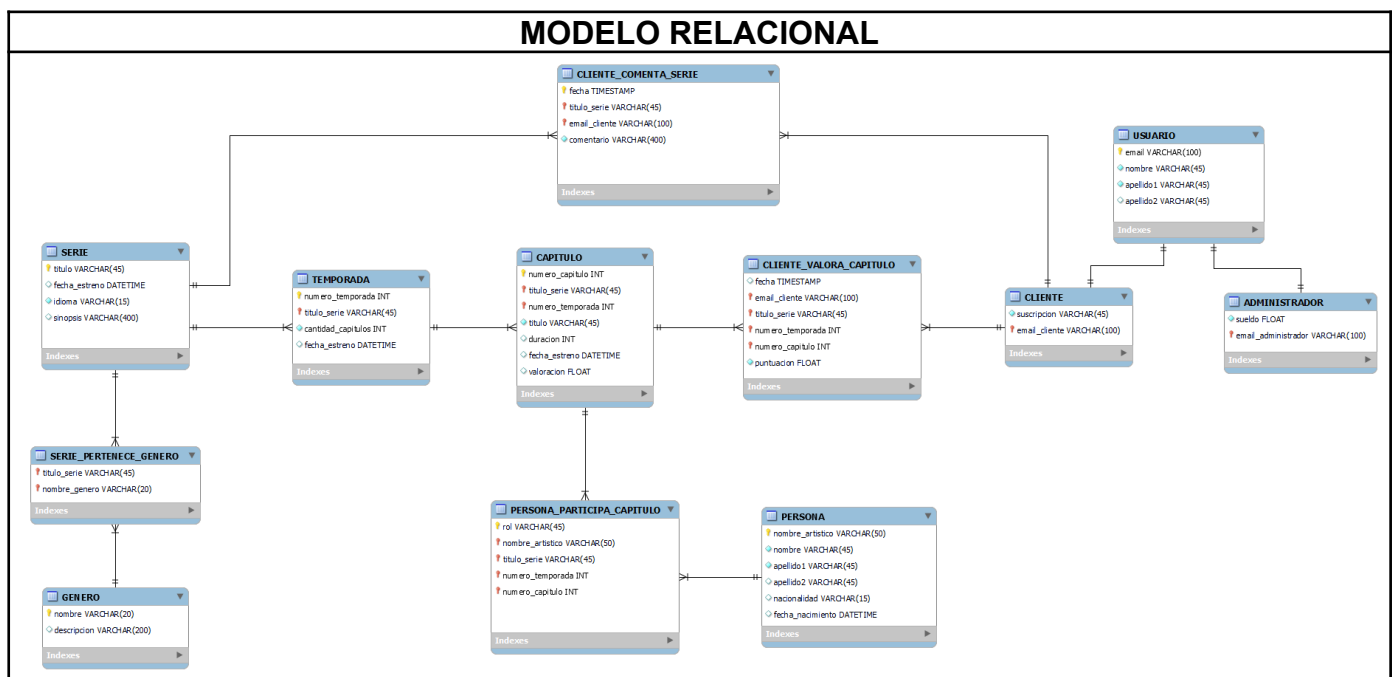 MODELO RELACIONAL
CLIENTE_COMENTA_SERIE
fecha TIMESTAMP
titulo_serie VARCHAR(45)
email_cliente VARCHAR(100)
comentario VARCHAR(400)
Indexes
USUARIO
email VARCHAR(100)
nombre VARCHAR(45)
apellido1 VARCHAR(45)
apellido2 VARCHAR(45)
Indexes
SERIE
titulo VARCHAR(45)
fecha_estreno DATETIME
idioma VARCHAR(15)
sinopsis VARCHAR(400)
Indexes
TEMPORADA
numero_temporada INT
titulo_serie VARCHAR(45)
cantidad_capitulos INT
fecha_estreno DATETIME
Indexes
CAPITULO
numero_capitulo INT
titulo_serie VARCHAR(45)
numero_temporada INT
titulo VARCHAR(45)
duracion INT
fecha_estreno DATETIME
valoracion FLOAT
Indexes
CLIENTE_VALORA_CAPITULO
fecha TIMESTAMP
email_cliente VARCHAR(100)
titulo_serie VARCHAR(45)
numero_temporada INT
numero_capitulo INT
puntuacion FLOAT
Indexes
CLIENTE
suscripcion VARCHAR(45)
email_cliente VARCHAR(100)
Indexes
ADMINISTRADOR
sueldo FLOAT
email_administrador VARCHAR(100)
Indexes
SERIE_PERTENECE_GENERO
titulo_serie VARCHAR(45)
nombre_genero VARCHAR(20)
Indexes
PERSONA_PARTICIPA_CAPITULO
rol VARCHAR(45)
nombre_artistico VARCHAR(50)
titulo_serie VARCHAR(45)
numero_temporada INT
numero_capitulo INT
Indexes
PERSONA
nombre_artistico VARCHAR(50)
nombre VARCHAR(45)
apellido1 VARCHAR(45)
apellido2 VARCHAR(45)
nacionalidad VARCHAR(15)
fecha_nacimiento DATETIME
Indexes
GENERO
nombre VARCHAR(20)
descripcion VARCHAR(200)
Indexes